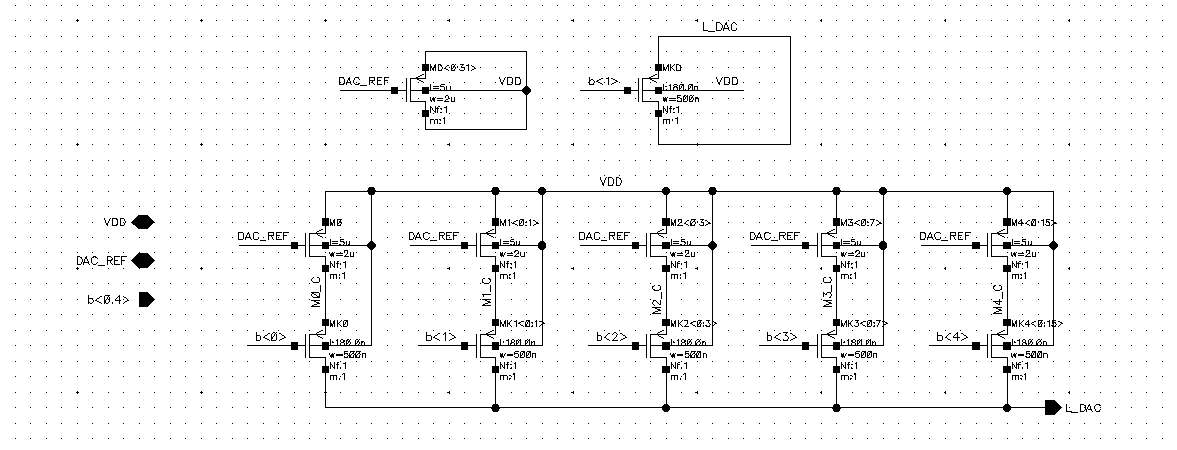 L_DAC
MD<0:31>
DAC_REF
VDD
l=5u
w=2u
Nf:1
m:1
MKD
b<1>
VDD
l:180.0n
w=500n
Nf:1
m:1
VDD
VDD
DAC_REF
b<0:4>
M0
DAC_REF
l=5u
w=2u
Nf:1
m:1
M0_C
MK0
b<0>
l:180.0n
w=500n
Nf:1
m:1
M1<0:1>
DAC_REF
l=5u
w=2u
Nf:1
m:1
M1_C
MK1<0:1>
b<1>
l:180.0n
w=500n
Nf:1
m:1
M2<0:3>
DAC_REF
l=5u
w=2u
Nf:1
m:1
M2_C
MK2<0:3>
b<2>
l:180.0n
w=500n
Nf:1
m:1
M3<0:7>
DAC_REF
l=5u
w=2u
Nf:1
m:1
M3_C
MK3<0:7>
b<3>
l:180.0n
w=500n
Nf:1
m:1
M4<0:15>
DAC_REF
l=5u
w=2u
Nf:1
m:1
M4_C
MK4<0:15>
b<4>
l:180.0n
w=500n
Nf:1
m:1
L_DAC